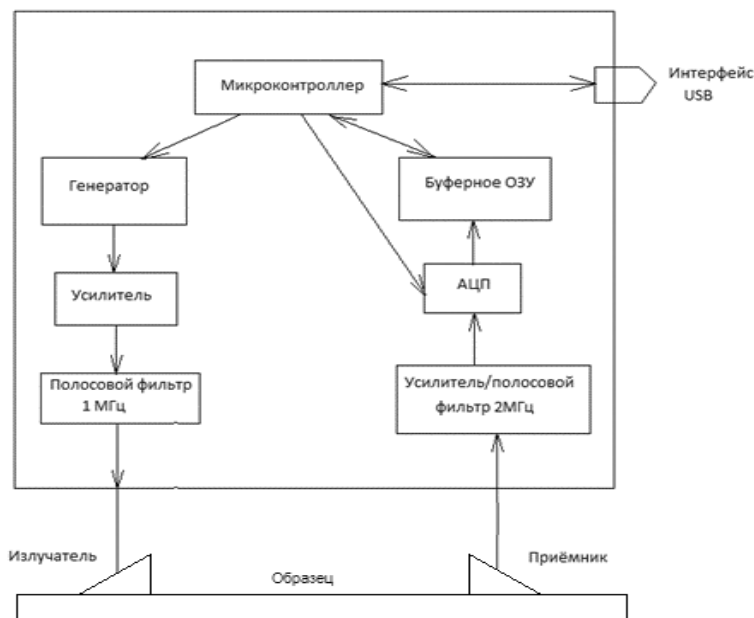 Микроконтроллер
Интерфейс
USB
Генератор
Буферное ОЗУ
Усилитель
АЦП
Полосовой фильтр
1 МГц
Усилитель/полосовой
фильтр 2МГц
Излучатель
Образец
Приёмник